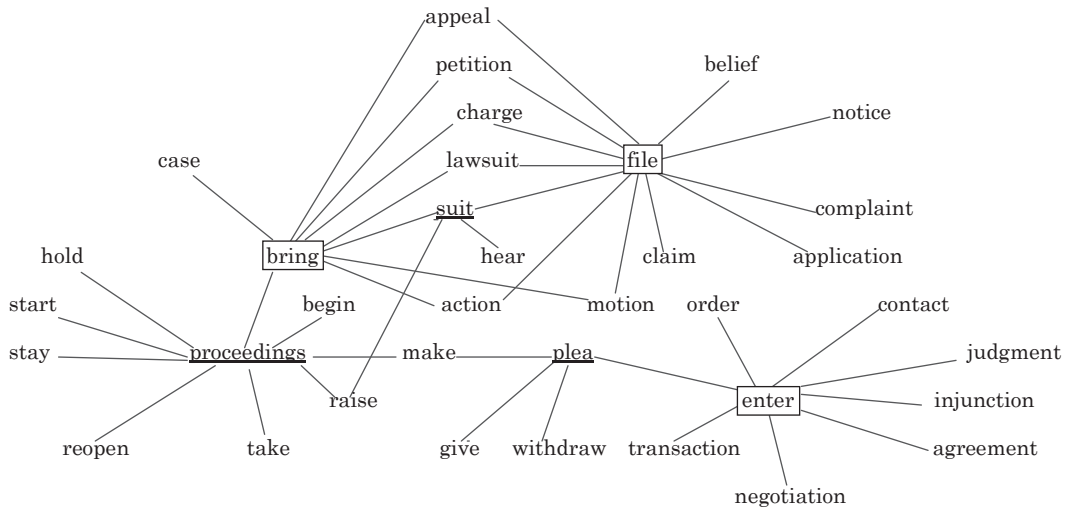 appeal
petition belief
charge notice
case lawsuit file
suit complaint
hold bring hear claim application
start begin action motion order contact
stay proceedings make plea judgment
raise enter injunction
reopen take give withdraw transaction agreement
negotiation